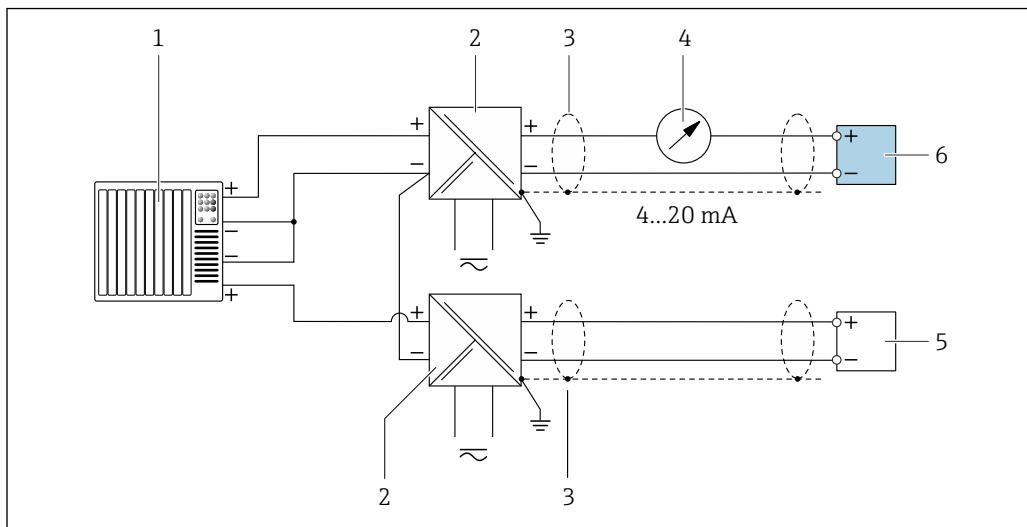 1 2 3 4
+ +
+ − − + − 6
4...20 mA
− −
+ + + +
− − − 5
2 3